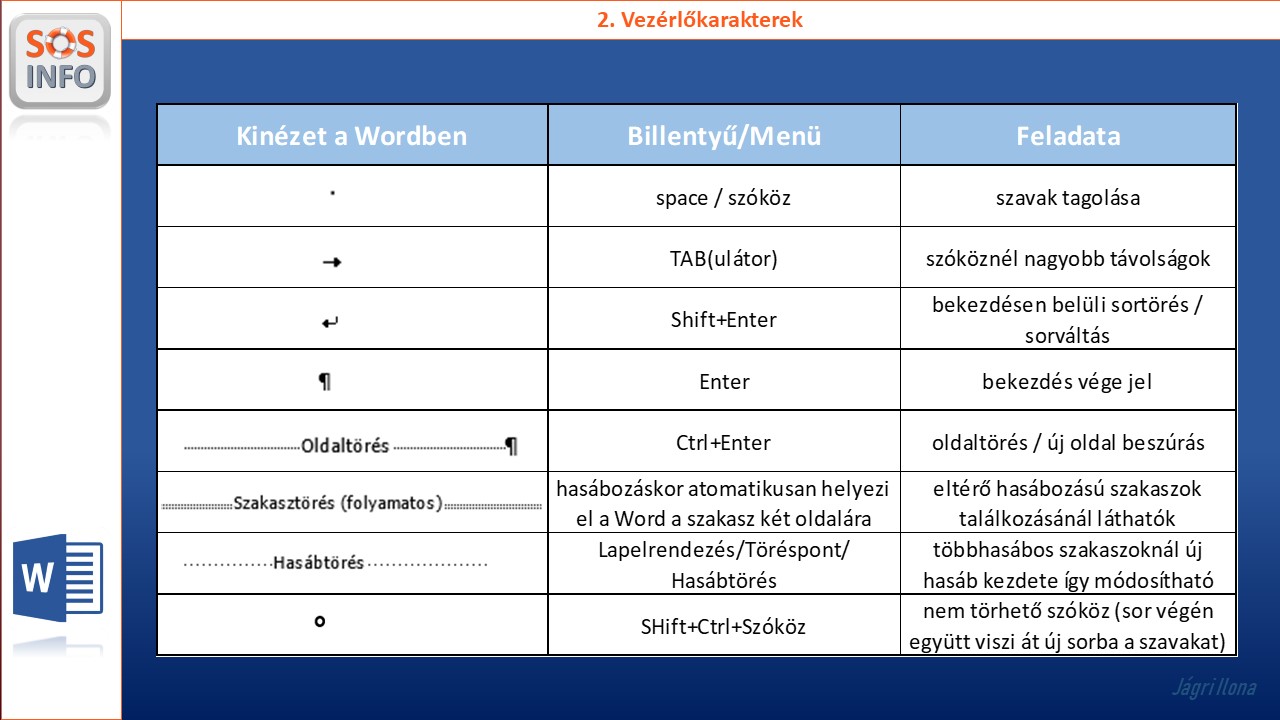 2. Vezérlőkarakterek
SOS
INFO
Kinézet a Wordben Billentyű/Menü Feladata
· space / szóköz szavak tagolása
→ TAB(ulátor) szóköznél nagyobb távolságok
↵ Shift+Enter bekezdésen belüli sortörés /
sorváltás
¶ Enter bekezdés vége jel
Oldaltörés ¶ Ctrl+Enter oldaltörés / új oldal beszúrás
Szakasztörés (folyamatos) hasábozáskor atomatikusan helyezi eltérő hasábozású szakaszok
el a Word a szakasz két oldalára találkozásánál láthatók
Hasábtörés Lapelrendezés/Töréspont/ többhasábos szakaszoknál új
Hasábtörés hasáb kezdete így módosítható
° SHift+Ctrl+Szóköz nem törhető szóköz (sor végén
együtt viszi át új sorba a szavakat)
W
Jágri Ilona